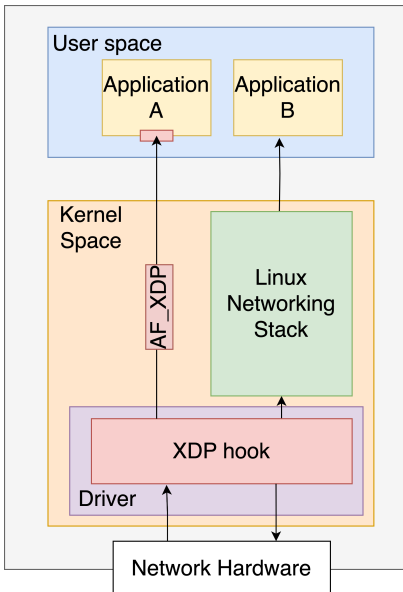 User space
Application
A
Application
B
Kernel
Space
AF_XDP
Linux
Networking
Stack
XDP hook
Driver
Network Hardware